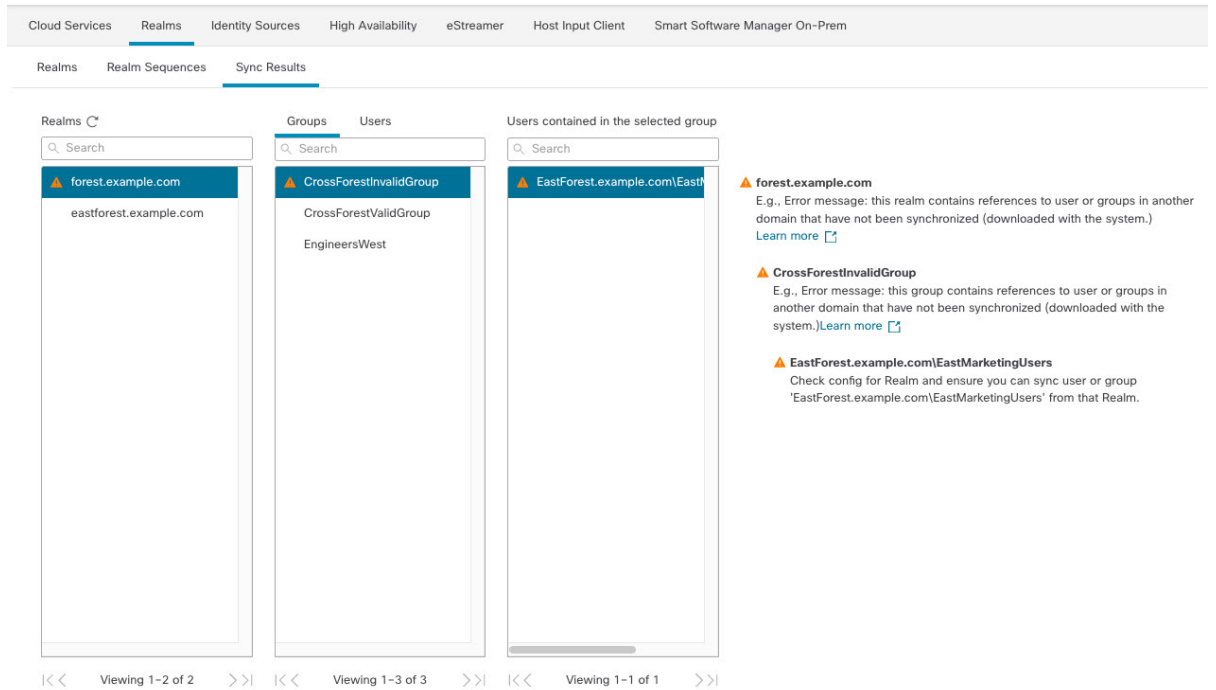 Cloud Services Realms Identity Sources High Availability eStreamer Host Input Client Smart Software Manager On-Prem
Realms Realm Sequences Sync Results
Realms
Search
forest.example.com
eastforest.example.com
Viewing 1-2 of 2
Groups Users
Search
CrossForestInvalidGroup
CrossForestValidGroup
EngineersWest
Viewing 1-3 of 3
Users contained in the selected group
Search
EastForest.example.com\EastM
Viewing 1-1 of 1
forest.example.com
E.g., Error message: this realm contains references to user or groups in another
domain that have not been synchronized (downloaded with the system.)
Learn more
CrossForestInvalidGroup
E.g., Error message: this group contains references to user or groups in
another domain that have not been synchronized (downloaded with the
system.)Learn more
EastForest.example.com\EastMarketingUsers
Check config for Realm and ensure you can sync user or group
'EastForest.example.com\EastMarketingUsers' from that Realm.